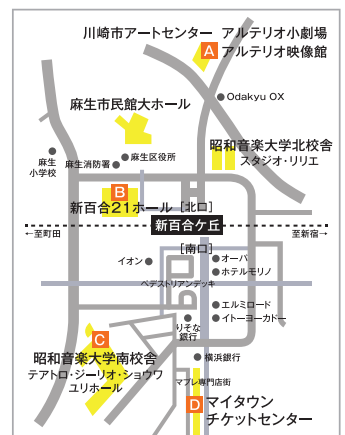 川崎市アートセンター アルテリオ小劇場
A アルテリオ映像館
Odakyu OX
麻生市民館大ホール
昭和音楽大学北校舎
スタジオ・リリエ
麻生
小学校
麻生消防署
麻生区役所
B
新百合21ホール
[北口]
←至町田
新百合ケ丘
至新宿→
[南口]
イオン
オーパ
ホテルモリノ
ペデストリアンデッキ
エルミロード
イトーヨーカドー
りそな
銀行
C
昭和音楽大学南校舎
テアトロ・ジーリオ・ショウワ
ユリホール
横浜銀行
マプレ専門店街
D マイタウン
チケットセンター